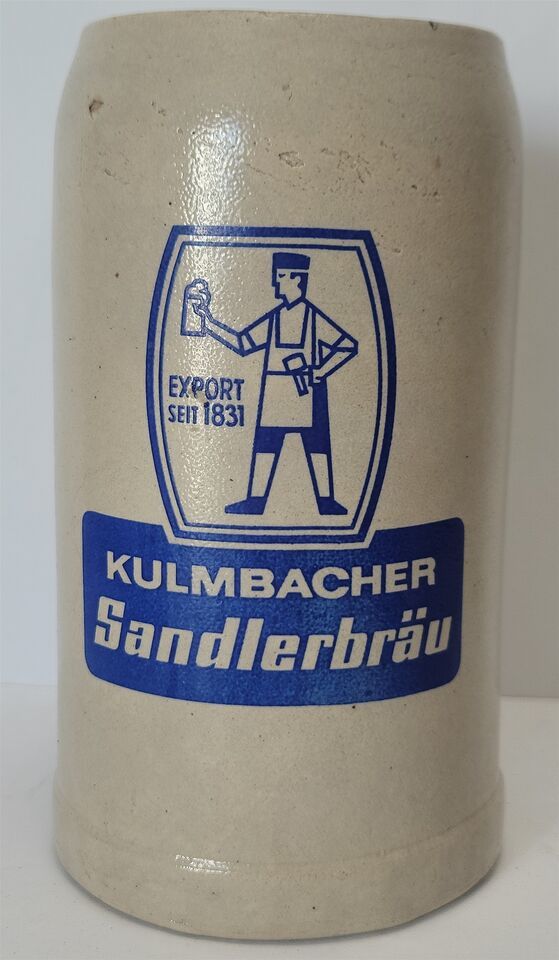 EXPORT
SEIT 1831
KULMBACHER
Sandlerbräu